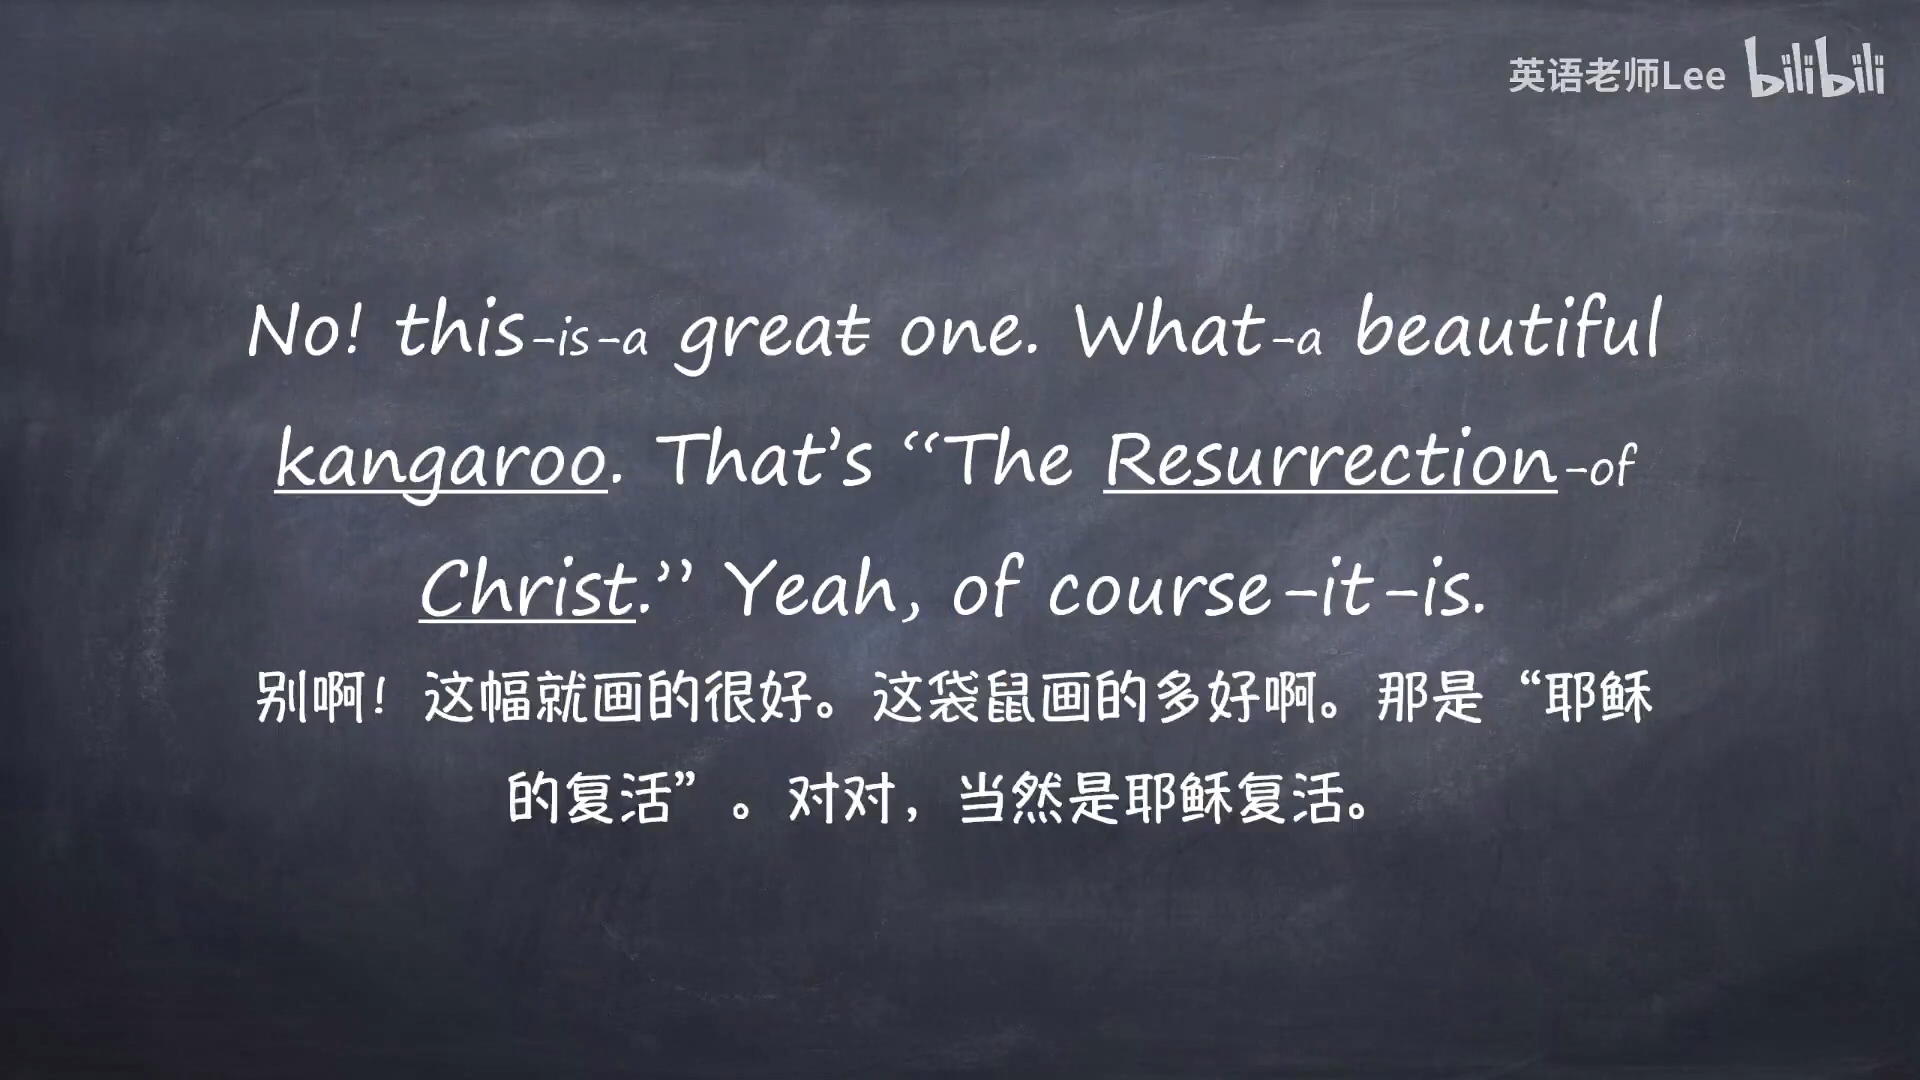 英语老师Lee bilibili
No! this-is-a great one. What-a beautiful
kangaroo. That's “The Resurrection-of
Christ.” Yeah, of course-it-is.
别啊！这幅就画的很好。这袋鼠画的多好啊。那是“耶稣
的复活”。对对，当然是耶稣复活。